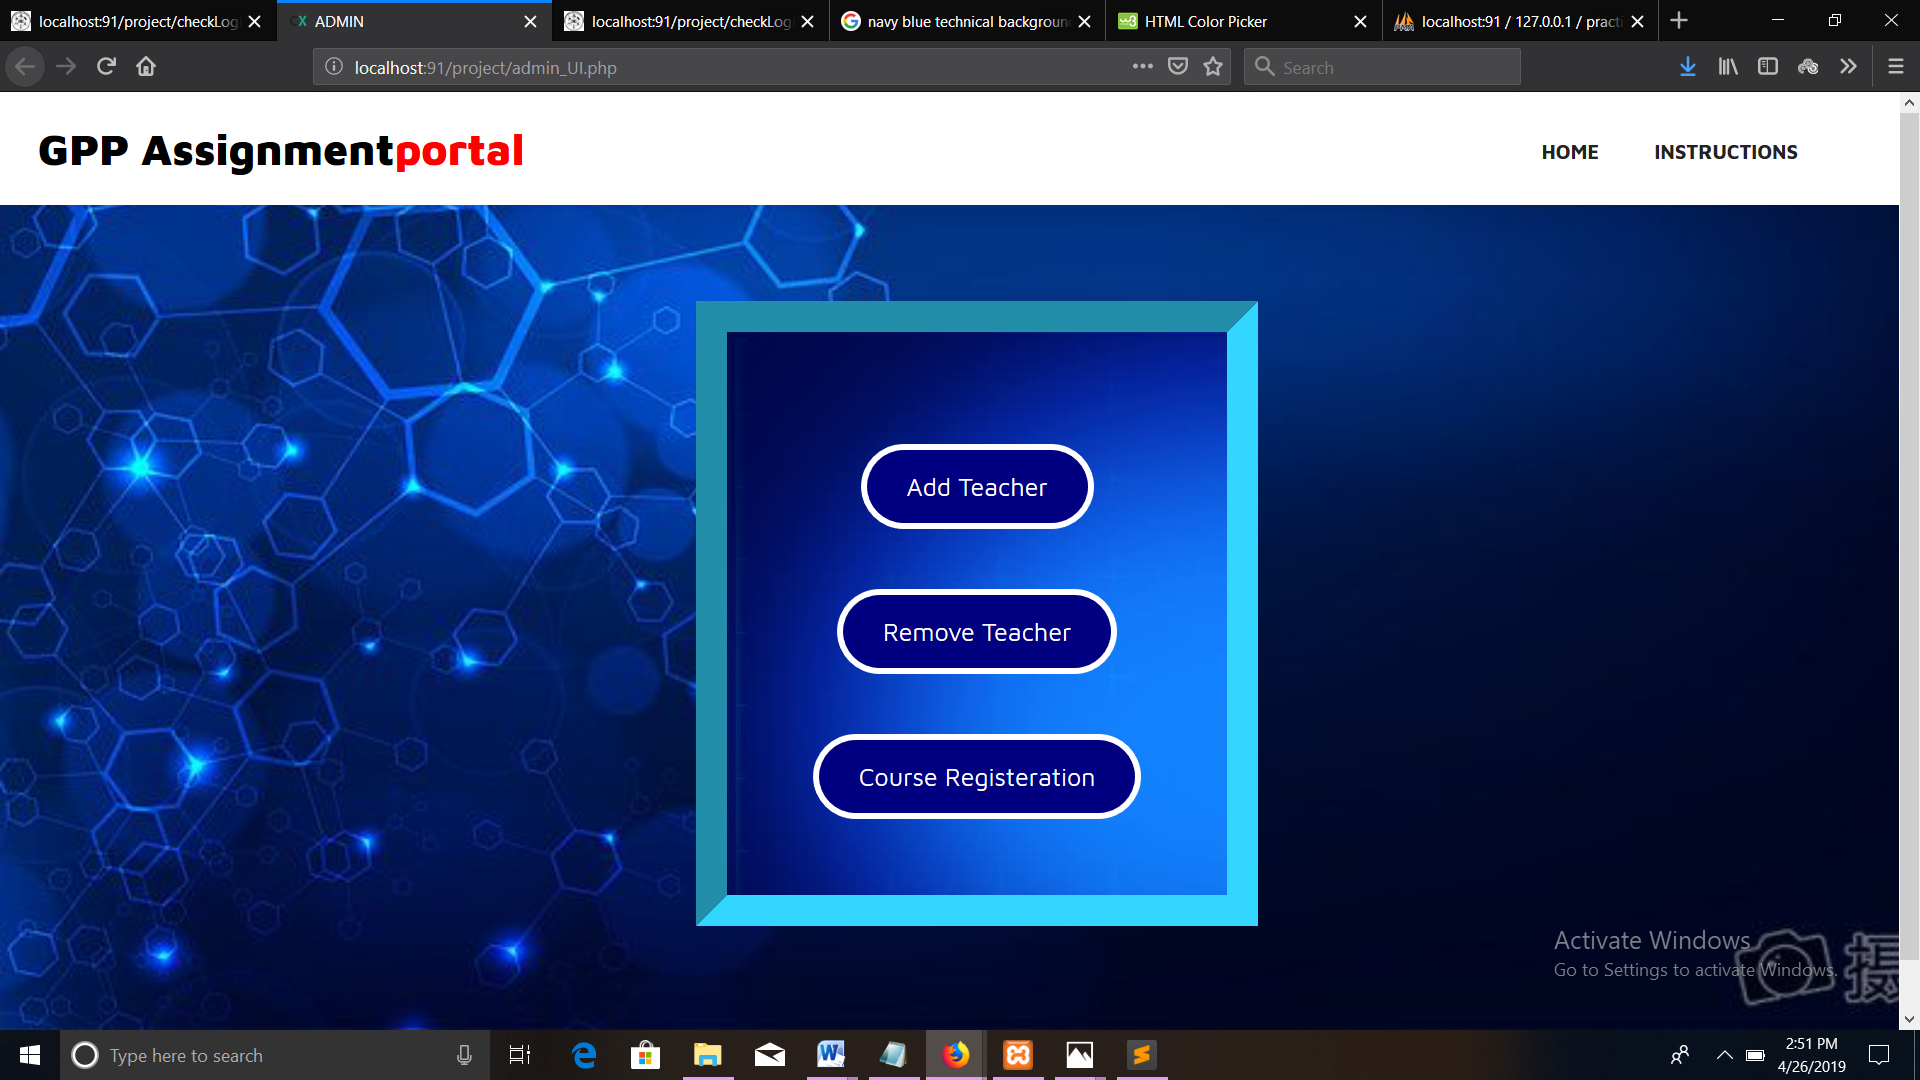 localhost:91/project/checkLog
ADMIN
localhost:91/project/checkLog
navy blue technical backgroun
HTML Color Picker
localhost:91 / 127.0.0.1 / practi
localhost:91/project/admin_UI.php
Search
GPP Assignmentportal
HOME
INSTRUCTIONS
Add Teacher
Remove Teacher
Course Registeration
Activate Windows
Go to Settings to activate Windows.
摄
Type here to search
2:51 PM
4/26/2019